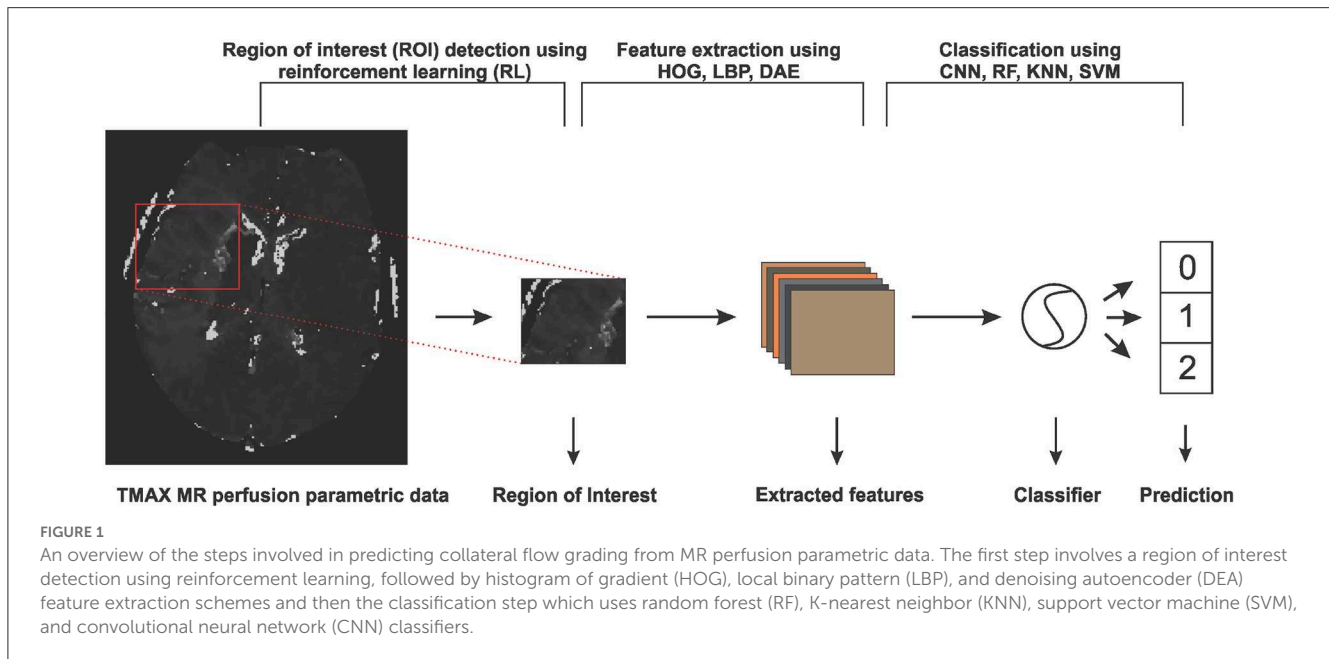 Region of interest (ROI) detection using
reinforcement learning (RL)
Feature extraction using
HOG, LBP, DAE
Classification using
CNN, RF, KNN, SVM
0
1
2
TMAX MR perfusion parametric data
Region of Interest
Extracted features
Classifier
Prediction
FIGURE 1
An overview of the steps involved in predicting collateral flow grading from MR perfusion parametric data. The first step involves a region of interest
detection using reinforcement learning, followed by histogram of gradient (HOG), local binary pattern (LBP), and denoising autoencoder (DEA)
feature extraction schemes and then the classification step which uses random forest (RF), K-nearest neighbor (KNN), support vector machine (SVM),
and convolutional neural network (CNN) classifiers.